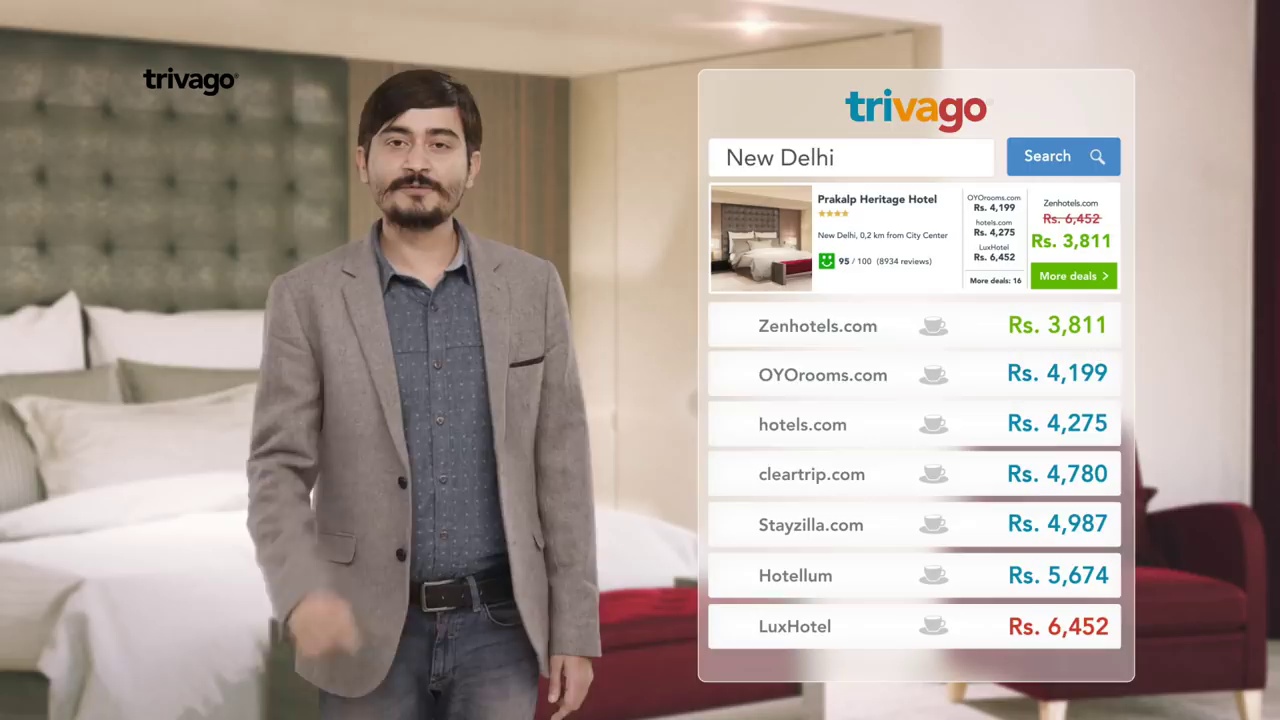 trivago
trivago
New Delhi
Search
Prakalp Heritage Hotel
New Delhi, 0,2 km from City Center
95 / 100 (8934 reviews)
OYOrooms.com
Rs. 4,199
hotels.com
Rs. 4,275
LuxHotel
Rs. 6,452
More deals: 16
Zenhotels.com
Rs. 6,452
Rs. 3,811
More deals >
Zenhotels.com Rs. 3,811
OYOrooms.com Rs. 4,199
hotels.com Rs. 4,275
cleartrip.com Rs. 4,780
Stayzilla.com Rs. 4,987
Hotellum Rs. 5,674
LuxHotel Rs. 6,452